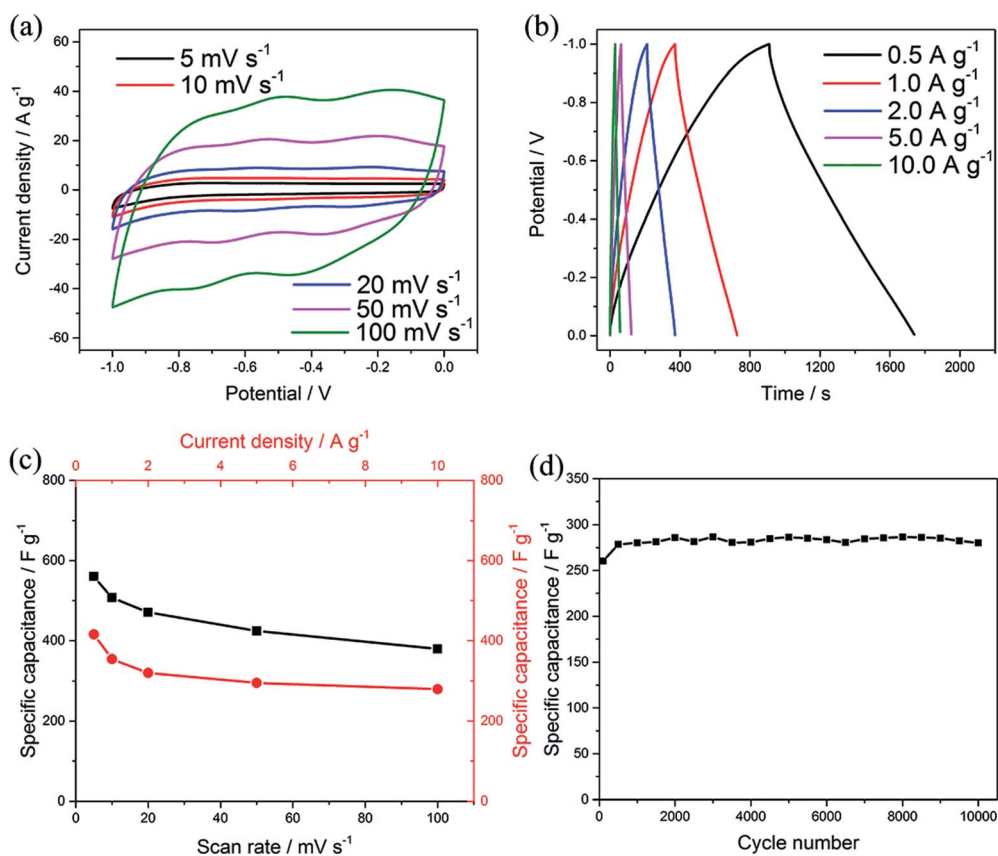 (a)
60
40
20
0
-20
-40
-60
Current density / A g⁻¹
5 mV s⁻¹
10 mV s⁻¹
20 mV s⁻¹
50 mV s⁻¹
100 mV s⁻¹
-1.0 -0.8 -0.6 -0.4 -0.2 0.0
Potential / V
(b)
-1.0
-0.8
-0.6
-0.4
-0.2
0.0
Potential / V
0.5 A g⁻¹
1.0 A g⁻¹
2.0 A g⁻¹
5.0 A g⁻¹
10.0 A g⁻¹
0 400 800 1200 1600 2000
Time / s
(c)
Current density / A g⁻¹
0 2 4 6 8 10
800
600
400
200
0
Specific capacitance / F g⁻¹
800
600
400
200
0
Specific capacitance / F g⁻¹
0 20 40 60 80 100
Scan rate / mV s⁻¹
(d)
350
300
250
200
150
100
50
0
Specific capacitance / F g⁻¹
0 2000 4000 6000 8000 10000
Cycle number